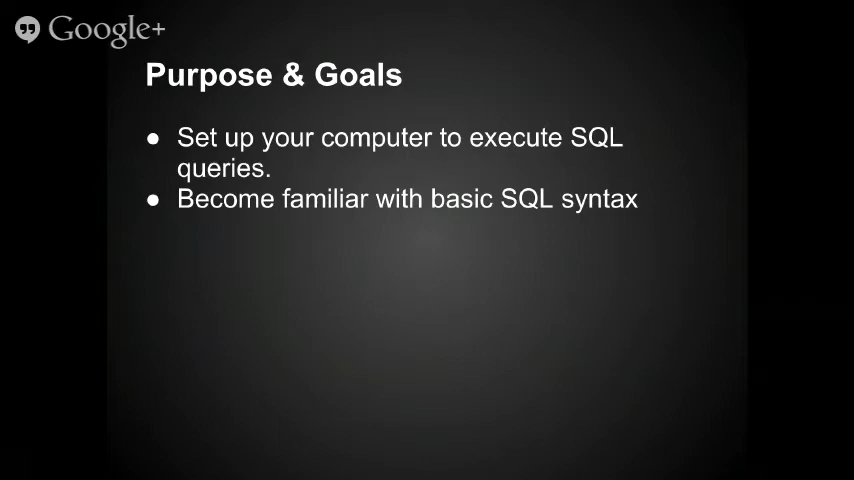 Google+
Purpose & Goals
● Set up your computer to execute SQL
queries.
● Become familiar with basic SQL syntax